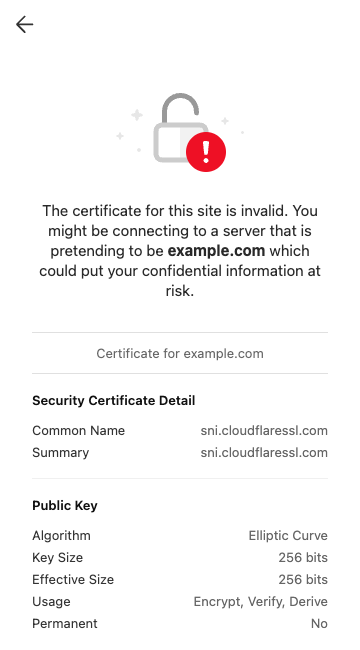 The certificate for this site is invalid. You
might be connecting to a server that is
pretending to be example.com which
could put your confidential information at
risk.
Certificate for example.com
Security Certificate Detail
Common Name sni.cloudflaressl.com
Summary sni.cloudflaressl.com
Public Key
Algorithm Elliptic Curve
Key Size 256 bits
Effective Size 256 bits
Usage Encrypt, Verify, Derive
Permanent No